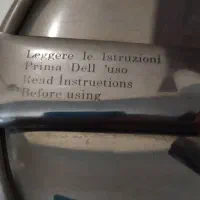 Leggere le Istruzioni
Prima Dell 'uso
Read Instructions
Before using